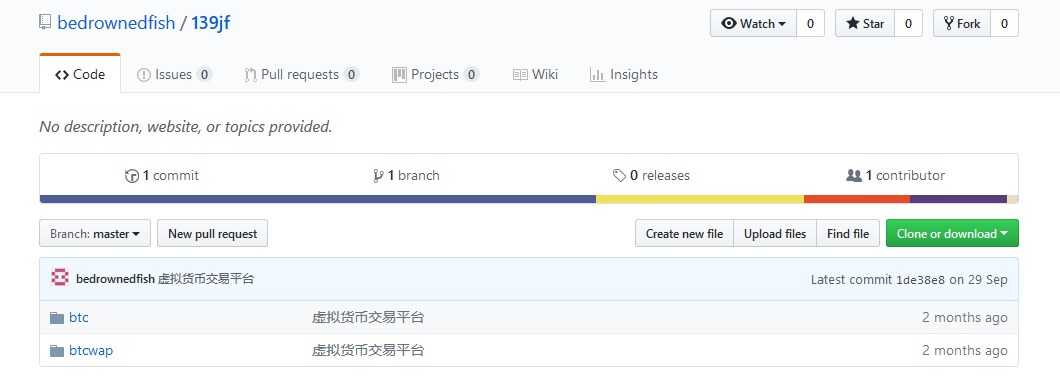 bedrownedfish / 139jf
Watch 0 Star 0 Fork 0
Code Issues 0 Pull requests 0 Projects 0 Wiki Insights
No description, website, or topics provided.
1 commit 1 branch 0 releases 1 contributor
Branch: master New pull request Create new file Upload files Find file Clone or download
bedrownedfish 虚拟货币交易平台 Latest commit 1de38e8 on 29 Sep
btc 虚拟货币交易平台 2 months ago
btcwap 虚拟货币交易平台 2 months ago